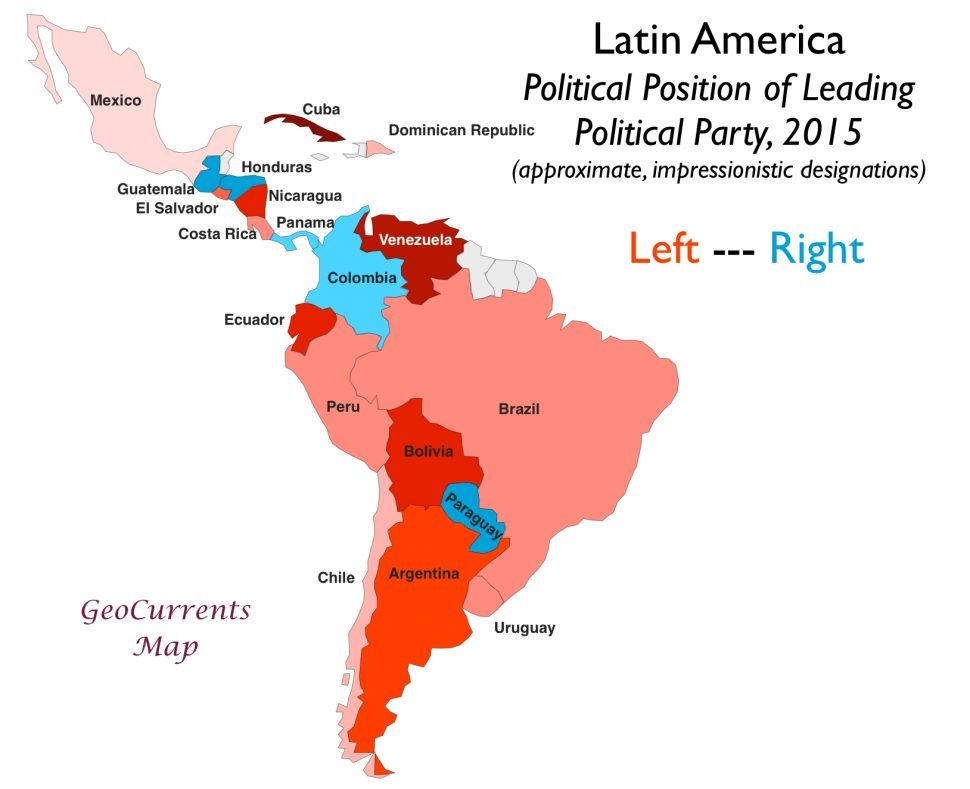 Latin America
Political Position of Leading
Political Party, 2015
(approximate, impressionistic designations)
Left --- Right
Mexico
Cuba
Dominican Republic
Honduras
Guatemala
Nicaragua
El Salvador
Panama
Costa Rica
Venezuela
Colombia
Ecuador
Peru
Brazil
Bolivia
Paraguay
Chile
Argentina
Uruguay
GeoCurrents
Map